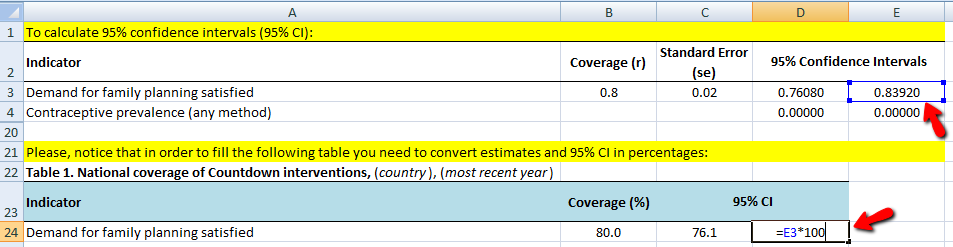 A B C D E
1 To calculate 95% confidence intervals (95% CI):
2 Indicator Coverage (r) Standard Error (se) 95% Confidence Intervals
3 Demand for family planning satisfied 0.8 0.02 0.76080 0.83920
4 Contraceptive prevalence (any method) 0.00000 0.00000
20
21 Please, notice that in order to fill the following table you need to convert estimates and 95% CI in percentages:
22 Table 1. National coverage of Countdown interventions, (country), (most recent year)
23 Indicator Coverage (%) 95% CI
24 Demand for family planning satisfied 80.0 76.1 =E3*100